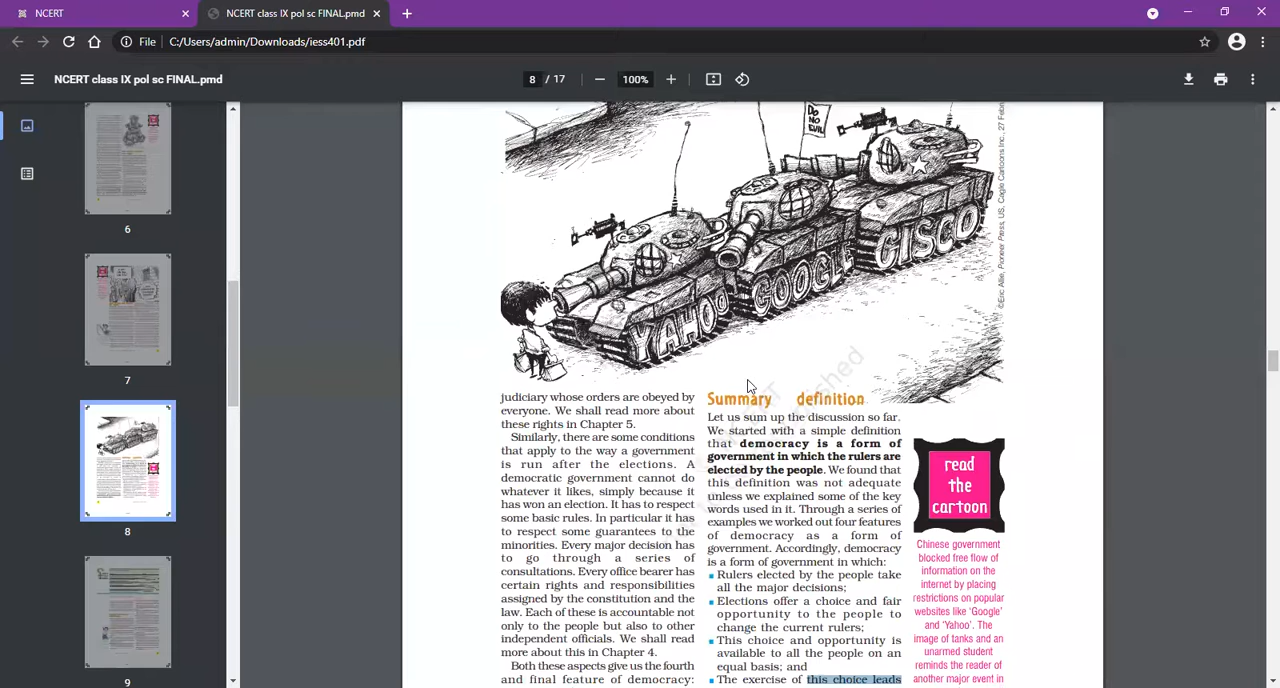 NCERT
NCERT class IX pol sc FINAL.pmd
File
C:/Users/admin/Downloads/iess401.pdf
NCERT class IX pol sc FINAL.pmd
8 / 17
100%
6
7
8
9
DO NO EVIL
YAHOO
GOOGLE
CISCO
©Eric Allie, Pioneer Press, US, Cagle Cartoons Inc., 27 Febr
judiciary whose orders are obeyed by
everyone. We shall read more about
these rights in Chapter 5.
Similarly, there are some conditions
that apply to the way a government
is run after the elections. A
democratic government cannot do
whatever it likes, simply because it
has won an election. It has to respect
some basic rules. In particular it has
to respect some guarantees to the
minorities. Every major decision has
to go through a series of
consultations. Every office bearer has
certain rights and responsibilities
assigned by the constitution and the
law. Each of these is accountable not
only to the people but also to other
independent officials. We shall read
more about this in Chapter 4.
Both these aspects give us the fourth
and final feature of democracy:
Summary definition
Let us sum up the discussion so far.
We started with a simple definition
that democracy is a form of
government in which the rulers are
elected by the people. We found that
this definition was not adequate
unless we explained some of the key
words used in it. Through a series of
examples we worked out four features
of democracy as a form of
government. Accordingly, democracy
is a form of government in which:
Rulers elected by the people take
all the major decisions;
Elections offer a choice and fair
opportunity to the people to
change the current rulers;
This choice and opportunity is
available to all the people on an
equal basis; and
The exercise of this choice leads
read
the
cartoon
Chinese government
blocked free flow of
information on the
internet by placing
restrictions on popular
websites like 'Google'
and 'Yahoo'. The
image of tanks and an
unarmed student
reminds the reader of
another major event in